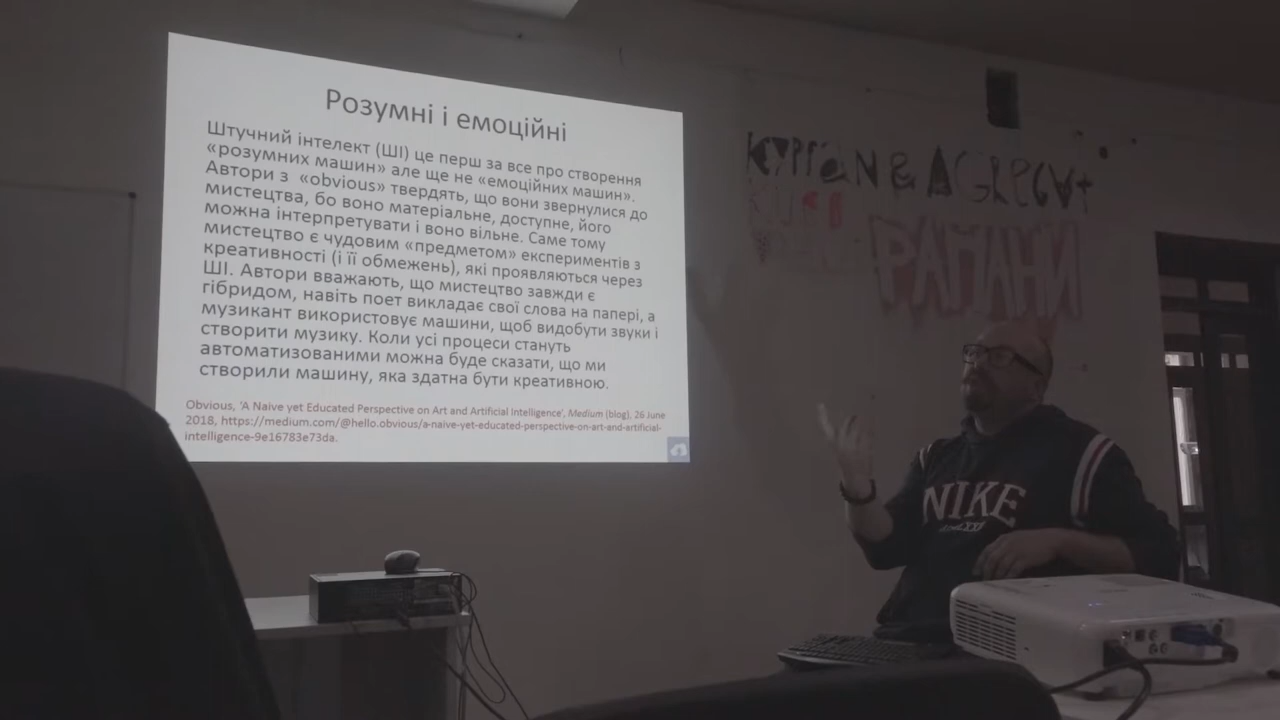 Розумні і емоційні
Штучний інтелект (ШІ) це перш за все про створення
«розумних машин» але ще не «емоційних машин».
Автори з «obvious» твердять, що вони звернулися до
мистецтва, бо воно матеріальне, доступне, його
можна інтерпретувати і воно вільне. Саме тому
мистецтво є чудовим «предметом» експериментів з
креативності (і її обмежень), які проявляються через
ШІ. Автори вважають, що мистецтво завжди є
гібридом, навіть поет викладає свої слова на папері, а
музикант використовує машини, щоб видобути звуки і
створити музику. Коли усі процеси стануть
автоматизованими можна буде сказати, що ми
створили машину, яка здатна бути креативною.
Obvious, ‘A Naive yet Educated Perspective on Art and Artificial Intelligence’, Medium (blog), 26 June
2018, https://medium.com/@hello.obvious/a-naive-yet-educated-perspective-on-art-and-artificial-
intelligence-9e16783e73da.
РАЙАНИ
NIKE